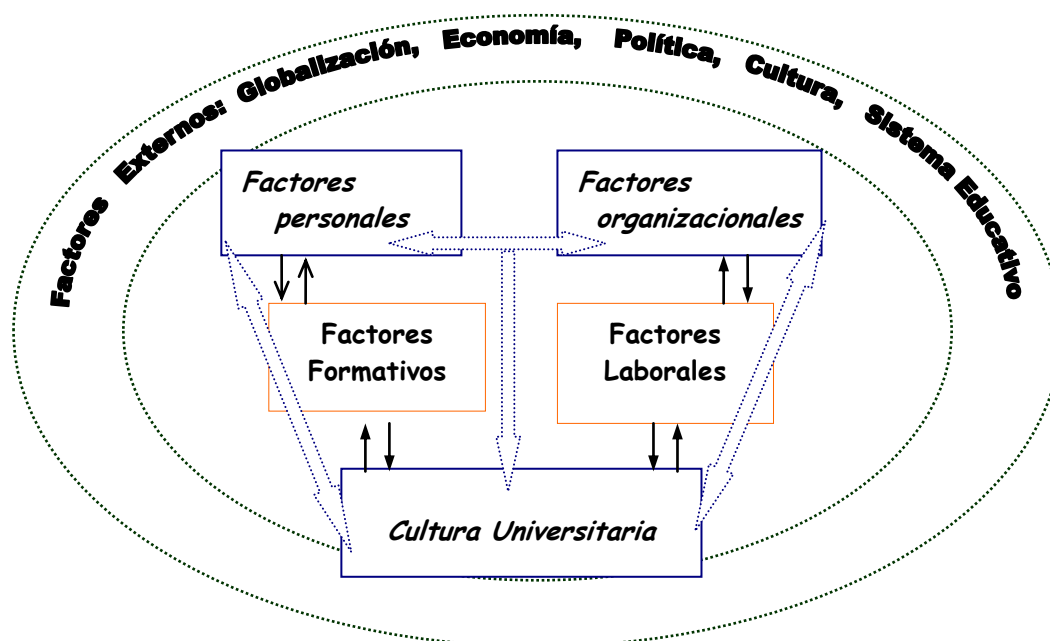 Factores Externos: Globalización, Economía, Política, Cultura, Sistema Educativo
Factores
personales
Factores
organizacionales
Factores
Formativos
Factores
Laborales
Cultura Universitaria